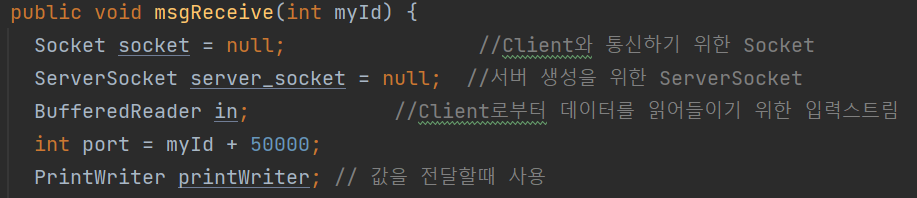 public void msgReceive(int myId) {
Socket socket = null; //Client와 통신하기 위한 Socket
ServerSocket server_socket = null; //서버 생성을 위한 ServerSocket
BufferedReader in; //Client로부터 데이터를 읽어들이기 위한 입력스트림
int port = myId + 50000;
PrintWriter printWriter; // 값을 전달할때 사용